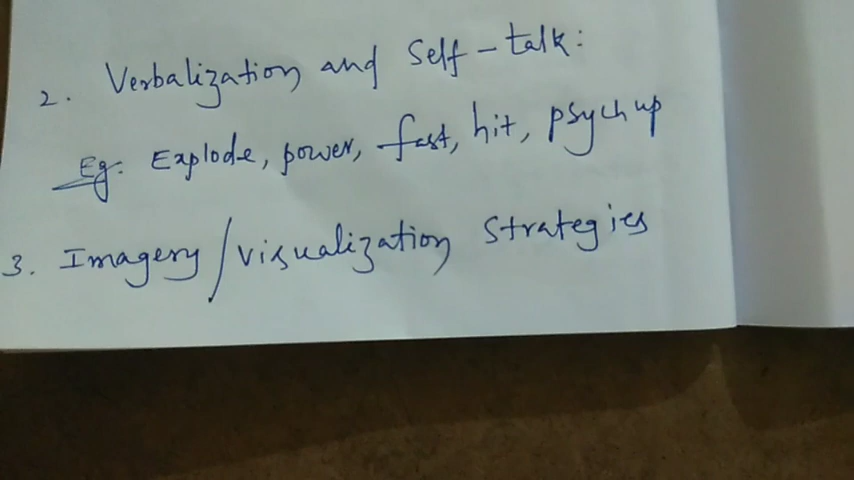 2. Verbalization and Self-talk:
Eg. Explode, power, fast, hit, psych up
3. Imagery/visualization strategies